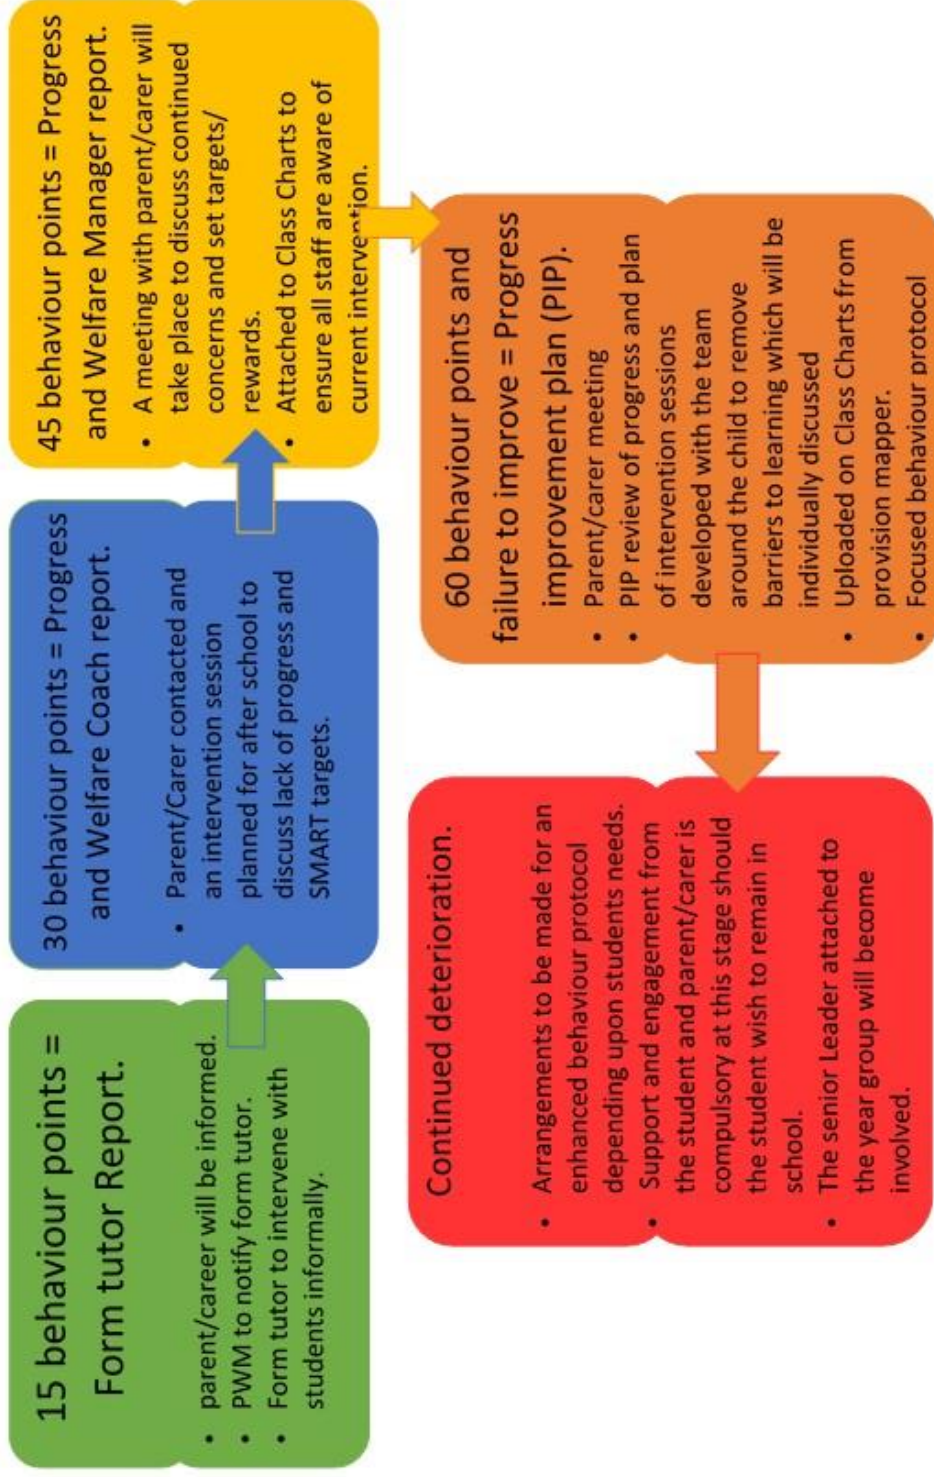 15 behaviour points =
Form tutor Report.
• parent/career will be informed.
• PWM to notify form tutor.
• Form tutor to intervene with
students informally.
30 behaviour points = Progress
and Welfare Coach report.
• Parent/Carer contacted and
an intervention session
planned for after school to
discuss lack of progress and
SMART targets.
45 behaviour points = Progress
and Welfare Manager report.
• A meeting with parent/carer will
take place to discuss continued
concerns and set targets/
rewards.
• Attached to Class Charts to
ensure all staff are aware of
current intervention.
60 behaviour points and
failure to improve = Progress
improvement plan (PIP).
• Parent/carer meeting
• PIP review of progress and plan
of intervention sessions
developed with the team
around the child to remove
barriers to learning which will be
individually discussed
• Uploaded on Class Charts from
provision mapper.
• Focused behaviour protocol
Continued deterioration.
• Arrangements to be made for an
enhanced behaviour protocol
depending upon students needs.
• Support and engagement from
the student and parent/carer is
compulsory at this stage should
the student wish to remain in
school.
• The senior Leader attached to
the year group will become
involved.